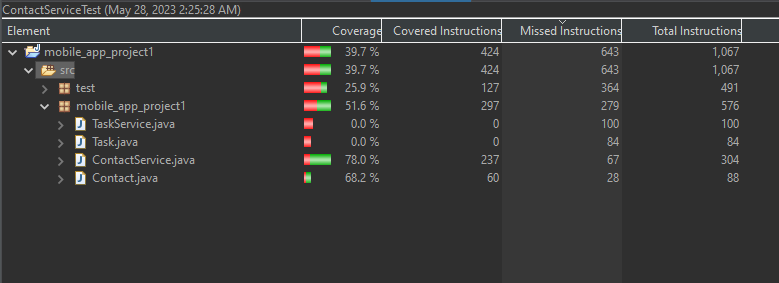 ContactServiceTest (May 28, 2023 2:25:28 AM)
Element Coverage Covered Instructions Missed Instructions Total Instructions
mobile_app_project1 39.7 % 424 643 1,067
src 39.7 % 424 643 1,067
test 25.9 % 127 364 491
mobile_app_project1 51.6 % 297 279 576
TaskService.java 0.0 % 0 100 100
Task.java 0.0 % 0 84 84
ContactService.java 78.0 % 237 67 304
Contact.java 68.2 % 60 28 88